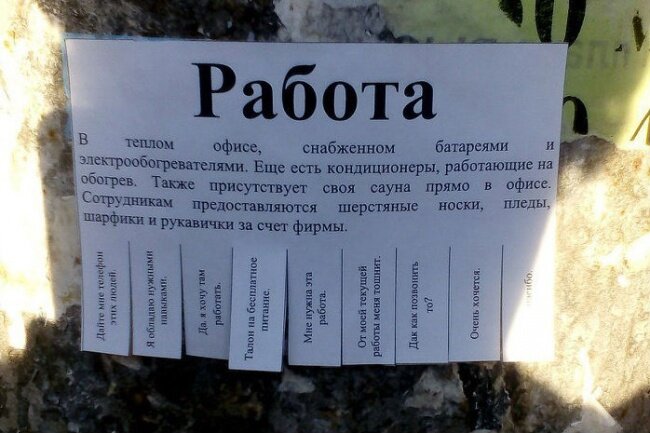 Работа
В теплом офисе, снабженном батареями и
электрообогревателями. Еще есть кондиционеры, работающие на
обогрев. Также присутствует своя сауна прямо в офисе.
Сотрудникам предоставляются шерстяные носки, пледы,
шарфики и рукавички за счет фирмы.
Дайте мне телефон
этих людей.
Я обладаю нужными
навыками.
Да, я хочу там
работать.
Талон на бесплатное
питание.
Мне нужна эта
работа.
От моей текущей
работы меня тошнит.
Дак как позвонить
то?
Очень хочется.